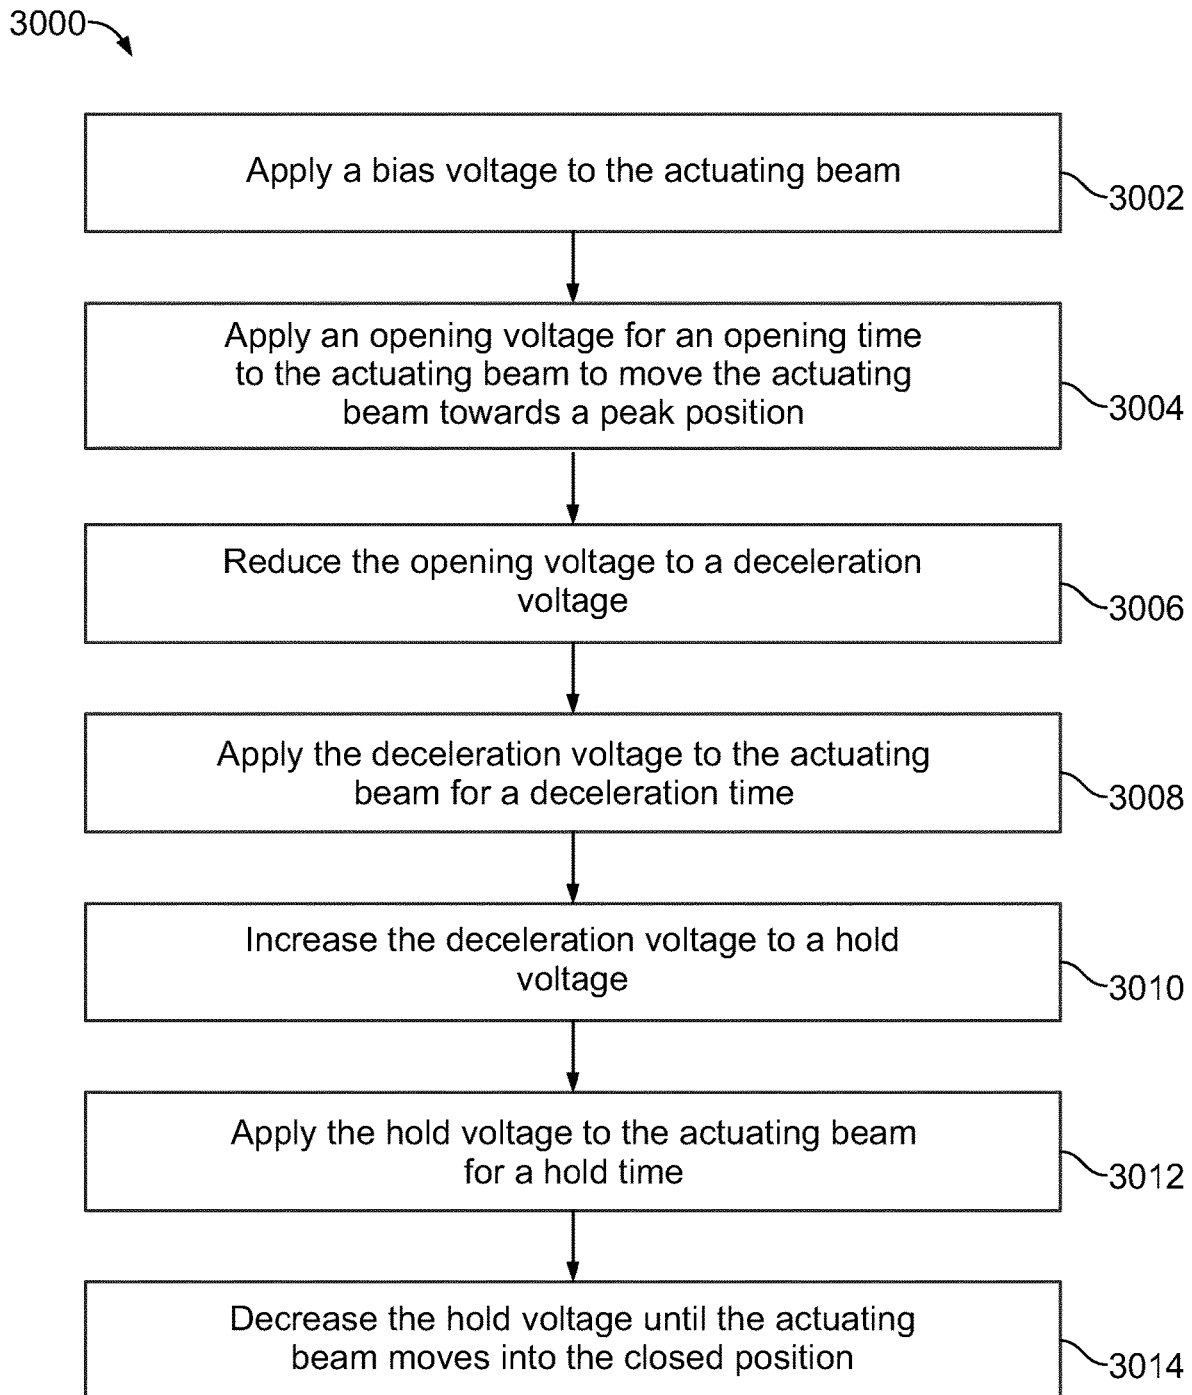 3000
Apply a bias voltage to the actuating beam
3002
Apply an opening voltage for an opening time
to the actuating beam to move the actuating
beam towards a peak position
3004
Reduce the opening voltage to a deceleration
voltage
3006
Apply the deceleration voltage to the actuating
beam for a deceleration time
3008
Increase the deceleration voltage to a hold
voltage
3010
Apply the hold voltage to the actuating beam
for a hold time
3012
Decrease the hold voltage until the actuating
beam moves into the closed position
3014